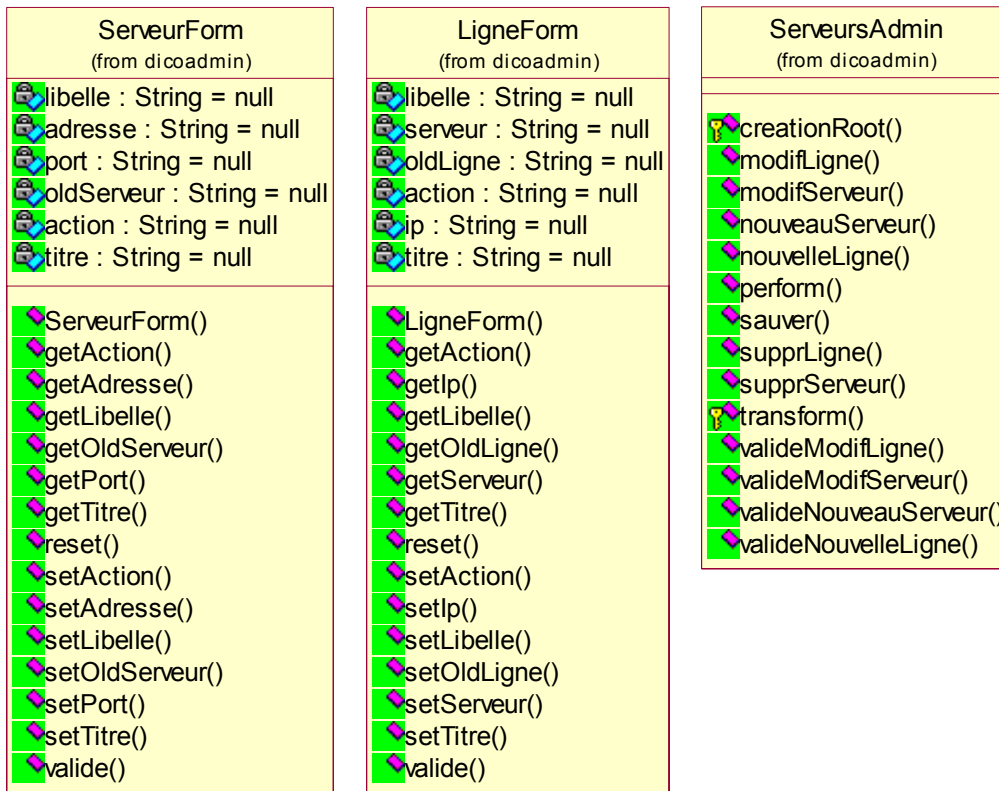 ServeurForm
(from dicoadmin)
libelle : String = null
adresse : String = null
port : String = null
oldServeur : String = null
action : String = null
titre : String = null
ServeurForm()
getAction()
getAdresse()
getLibelle()
getOldServeur()
getPort()
getTitre()
reset()
setAction()
setAdresse()
setLibelle()
setOldServeur()
setPort()
setTitre()
valide()
LigneForm
(from dicoadmin)
libelle : String = null
serveur : String = null
oldLigne : String = null
action : String = null
ip : String = null
titre : String = null
LigneForm()
getAction()
getIp()
getLibelle()
getOldLigne()
getServeur()
getTitre()
reset()
setAction()
setIp()
setLibelle()
setOldLigne()
setServeur()
setTitre()
valide()
ServeursAdmin
(from dicoadmin)
creationRoot()
modifLigne()
modifServeur()
nouveauServeur()
nouvelleLigne()
perform()
sauver()
supprLigne()
supprServeur()
transform()
valideModifLigne()
valideModifServeur()
valideNouveauServeur()
valideNouvelleLigne()